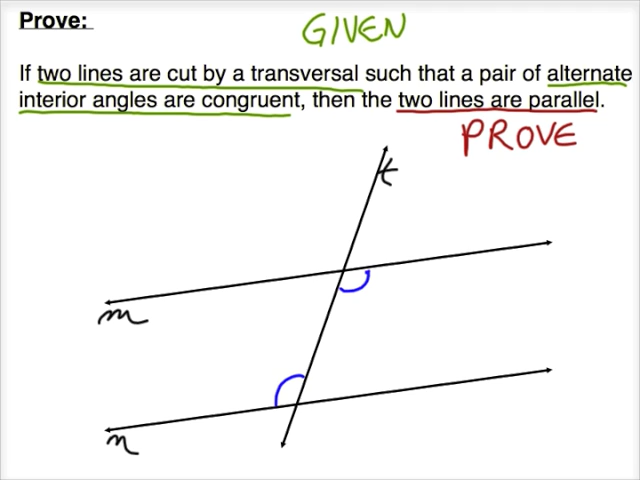 Prove:
GIVEN
If two lines are cut by a transversal such that a pair of alternate
interior angles are congruent, then the two lines are parallel.
PROVE
t
m
n